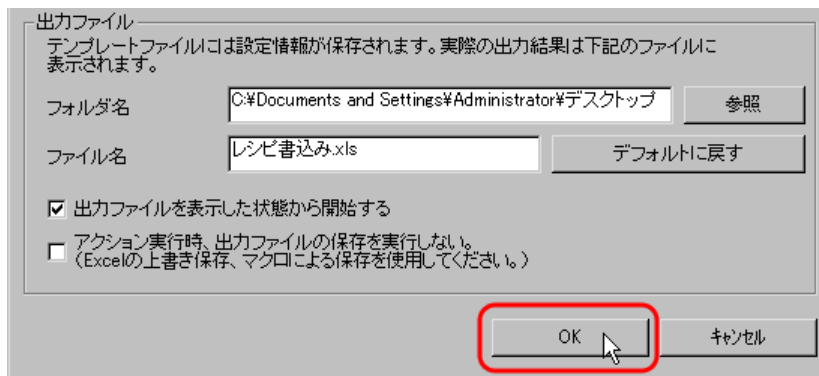 出力ファイル
テンプレートファイルには設定情報が保存されます。実際の出力結果は下記のファイルに
表示されます。
フォルダ名 C:¥Documents and Settings¥Administrator¥デスクトップ 参照
ファイル名 レシピ書込み.xls デフォルトに戻す
出力ファイルを表示した状態から開始する
アクション実行時、出力ファイルの保存を実行しない。
（Excelの上書き保存、マクロによる保存を使用してください。）
OK キャンセル